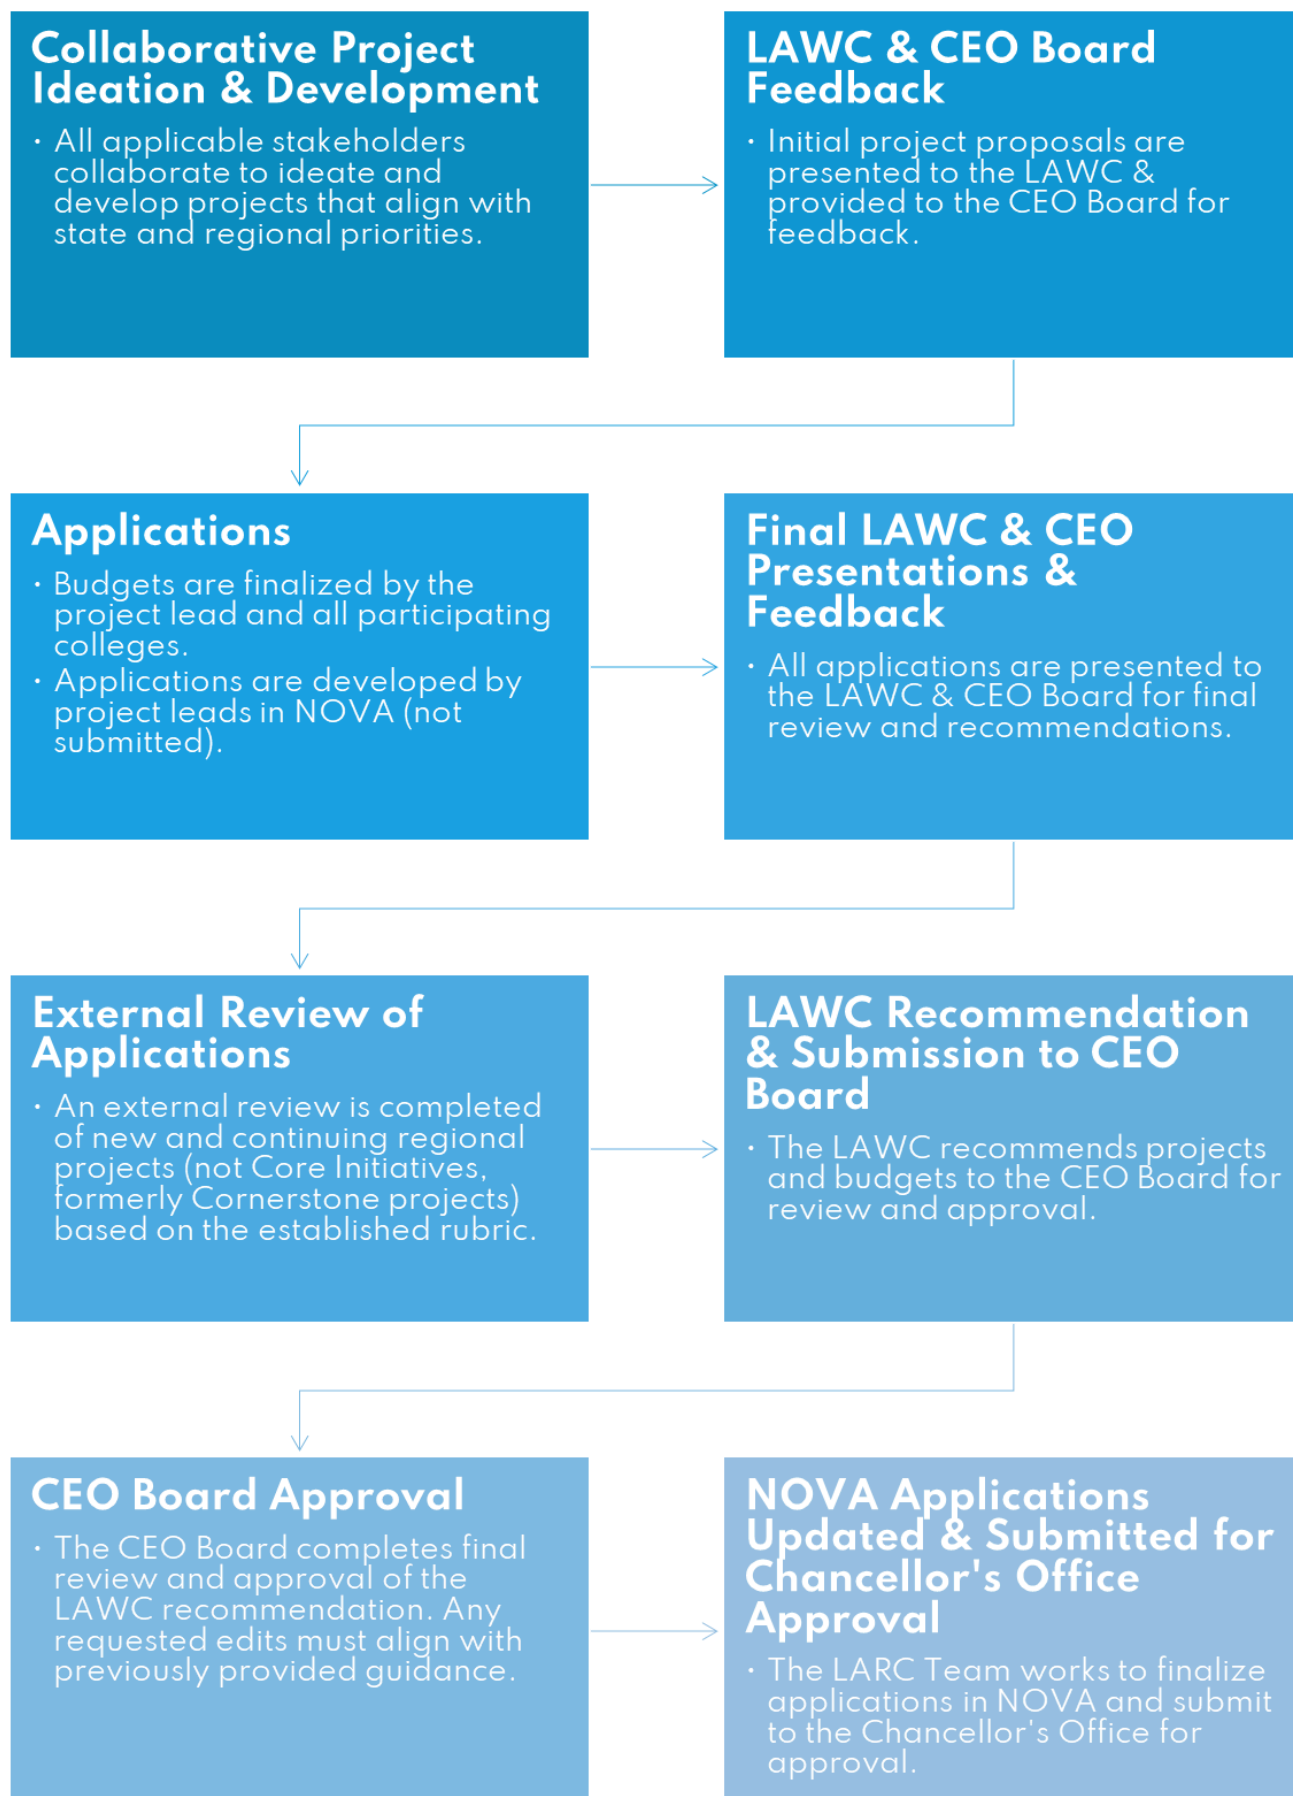 Collaborative Project
Ideation & Development
· All applicable stakeholders
collaborate to ideate and
develop projects that align with
state and regional priorities.
LAWC & CEO Board
Feedback
· Initial project proposals are
presented to the LAWC &
provided to the CEO Board for
feedback.
Applications
· Budgets are finalized by the
project lead and all participating
colleges.
· Applications are developed by
project leads in NOVA (not
submitted).
Final LAWC & CEO
Presentations &
Feedback
· All applications are presented to
the LAWC & CEO Board for final
review and recommendations.
External Review of
Applications
· An external review is completed
of new and continuing regional
projects (not Core Initiatives,
formerly Cornerstone projects)
based on the established rubric.
LAWC Recommendation
& Submission to CEO
Board
· The LAWC recommends projects
and budgets to the CEO Board for
review and approval.
CEO Board Approval
· The CEO Board completes final
review and approval of the
LAWC recommendation. Any
requested edits must align with
previously provided guidance.
NOVA Applications
Updated & Submitted for
Chancellor's Office
Approval
· The LARC Team works to finalize
applications in NOVA and submit
to the Chancellor's Office for
approval.